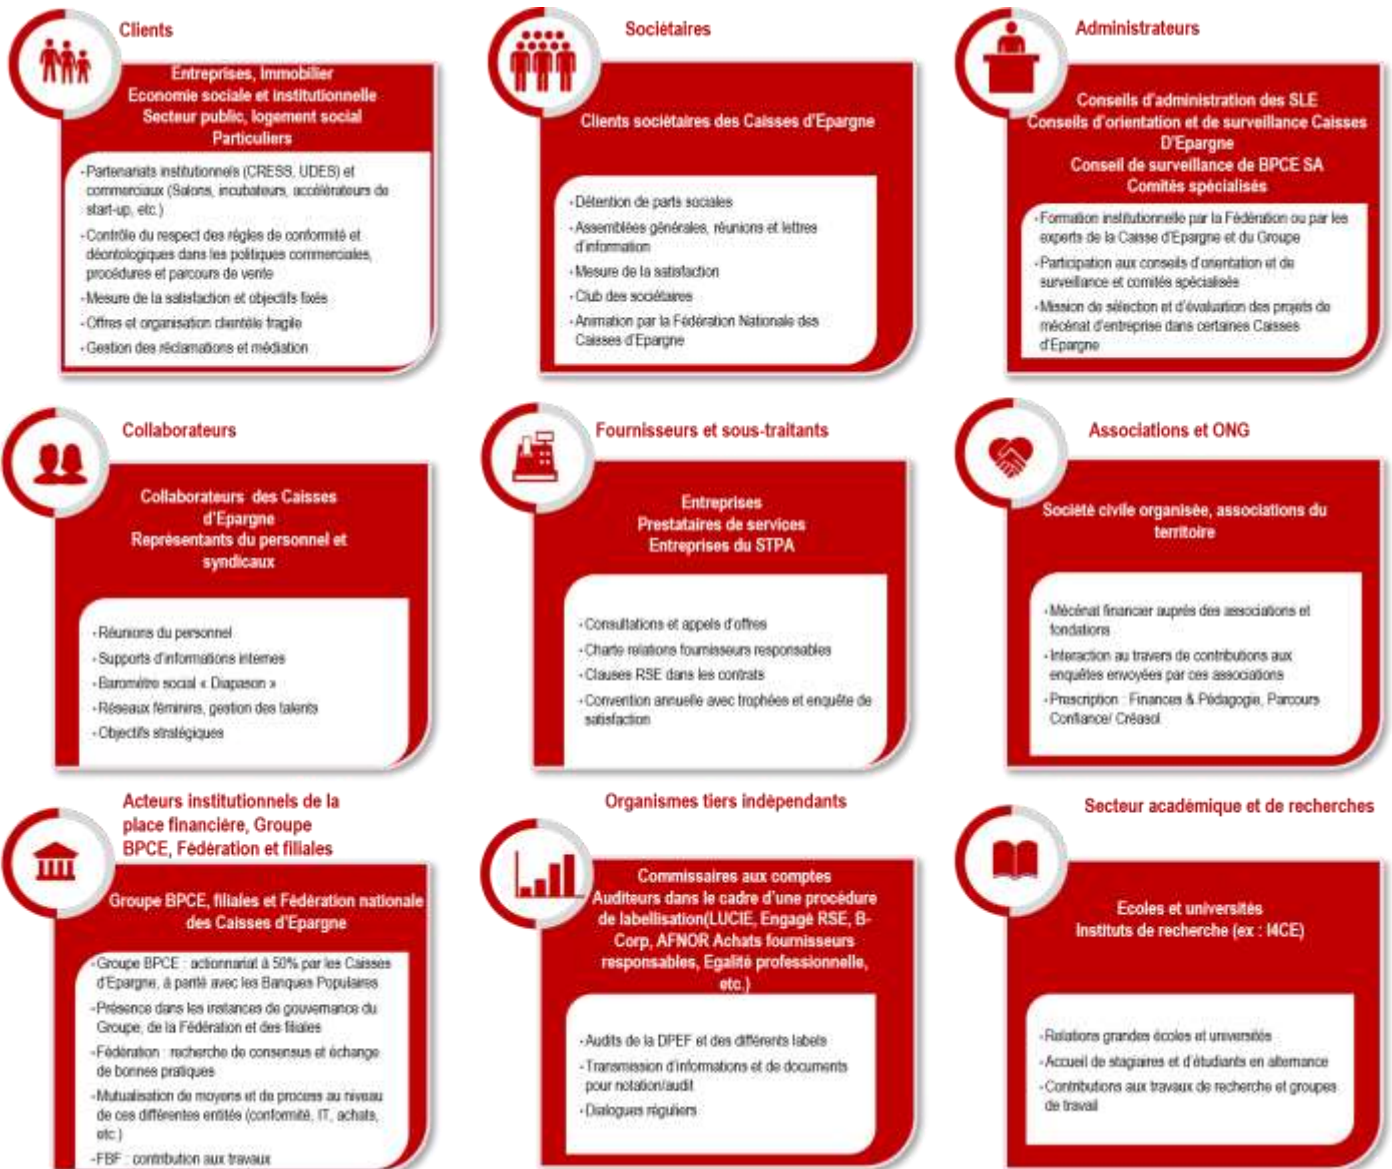 Clients
Entreprises, Immobilier
Economie sociale et institutionnelle
Secteur public, logement social
Particuliers
-Partenariats institutionnels (CRESS, UDES) et
commerciaux (Salons, incubateurs, accélérateurs de
start-up, etc.)
-Contrôle du respect des règles de conformité et
déontologiques dans les politiques commerciales,
procédures et parcours de vente
-Mesure de la satisfaction et objectifs fixés
-Offres et organisation clientèle fragile
-Gestion des réclamations et médiation
Sociétaires
Clients sociétaires des Caisses d'Epargne
-Détention de parts sociales
-Assemblées générales, réunions et lettres
d'information
-Mesure de la satisfaction
-Club des sociétaires
-Animation par la Fédération Nationale des
Caisses d'Epargne
Administrateurs
Conseils d'administration des SLE
Conseils d'orientation et de surveillance Caisses
D'Epargne
Conseil de surveillance de BPCE SA
Comités spécialisés
-Formation institutionnelle par la Fédération ou par les
experts de la Caisse d'Epargne et du Groupe
-Participation aux conseils d'orientation et de
surveillance et comités spécialisés
-Mission de sélection et d'évaluation des projets de
mécénat d'entreprise dans certaines Caisses
d'Epargne
Collaborateurs
Collaborateurs des Caisses
d'Epargne
Représentants du personnel et
syndicaux
-Réunions du personnel
-Supports d'informations internes
-Baromètre social « Diapason »
-Réseaux féminins, gestion des talents
-Objectifs stratégiques
Fournisseurs et sous-traitants
Entreprises
Prestataires de services
Entreprises du STPA
-Consultations et appels d'offres
-Charte relations fournisseurs responsables
-Clauses RSE dans les contrats
-Convention annuelle avec trophées et enquête de
satisfaction
Associations et ONG
Société civile organisée, associations du
territoire
-Mécénat financier auprès des associations et
fondations
-Interaction au travers de contributions aux
enquêtes envoyées par ces associations
-Prescription : Finances & Pédagogie, Parcours
Confiance/ Créasol
Acteurs institutionnels de la
place financière, Groupe
BPCE, Fédération et filiales
Groupe BPCE, filiales et Fédération nationale
des Caisses d'Epargne
-Groupe BPCE : actionnariat à 50% par les Caisses
d'Epargne, à parité avec les Banques Populaires
-Présence dans les instances de gouvernance du
Groupe, de la Fédération et des filiales
-Fédération : recherche de consensus et échange
de bonnes pratiques
-Mutualisation de moyens et de process au niveau
de ces différentes entités (conformité, IT, achats,
etc.)
-FBF : contribution aux travaux
Organismes tiers indépendants
Commissaires aux comptes
Auditeurs dans le cadre d'une procédure
de labellisation(LUCIE, Engagé RSE, B-
Corp, AFNOR Achats fournisseurs
responsables, Egalité professionnelle,
etc.)
-Audits de la DPEF et des différents labels
-Transmission d'informations et de documents
pour notation/audit
-Dialogues réguliers
Secteur académique et de recherches
Ecoles et universités
Instituts de recherche (ex : I4CE)
-Relations grandes écoles et universités
-Accueil de stagiaires et d'étudiants en alternance
-Contributions aux travaux de recherche et groupes
de travail